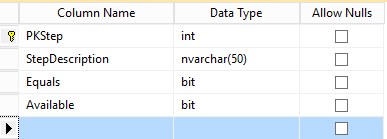 Column Name Data Type Allow Nulls
PKStep int
StepDescription nvarchar(50)
Equals bit
Available bit